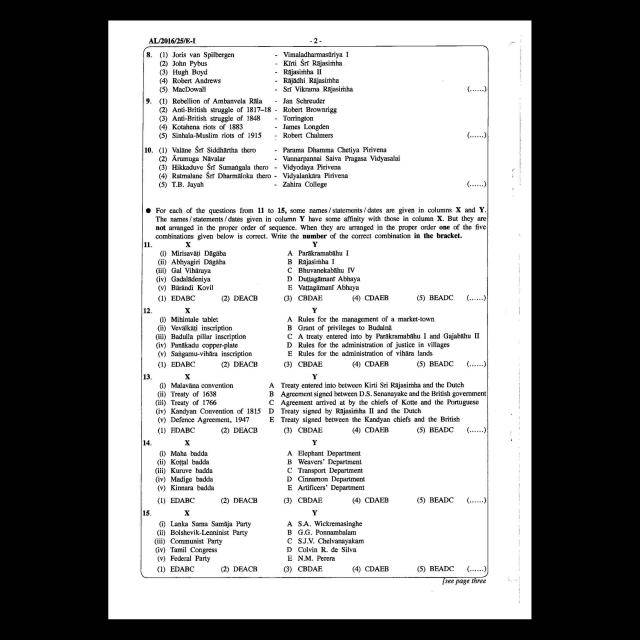 AL/2016/25/E-I
- 2 -
8. (1) Joris van Spilbergen - Vimaladharmasūriya I
(2) John Pybus - Kīrti Śrī Rājasiṁha
(3) Hugh Boyd - Rājasiṁha II
(4) Robert Andrews - Rājādhi Rājasiṁha
(5) MacDowall - Srī Vikrama Rājasiṁha (......)
9. (1) Rebellion of Ambanvela Rāla - Jan Schreuder
(2) Anti-British struggle of 1817-18 - Robert Brownrigg
(3) Anti-British struggle of 1848 - Torrington
(4) Kotahena riots of 1883 - James Longden
(5) Sinhala-Muslim riots of 1915 - Robert Chalmers (......)
10. (1) Valāne Śrī Siddhārtha thero - Parama Dhamma Chetiya Pirivena
(2) Ārumuga Nāvalar - Vannarpannai Saiva Pragasa Vidyasalai
(3) Hikkaduve Śrī Sumaṅgala thero - Vidyodaya Pirivena
(4) Ratmalane Śrī Dharmāloka thero - Vidyalankāra Pirivena
(5) T.B. Jayah - Zahira College (......)
● For each of the questions from 11 to 15, some names/statements/dates are given in columns X and Y.
The names/statements/dates given in column Y have some affinity with those in column X. But they are
not arranged in the proper order of sequence. When they are arranged in the proper order one of the five
combinations given below is correct. Write the number of the correct combination in the bracket.
11. X Y
(i) Mirisavāṭi Dāgāba A Parākramabāhu I
(ii) Abhyagiri Dāgāba B Rājasiṁha I
(iii) Gal Vihāraya C Bhuvanekabāhu IV
(iv) Gaḍalādeniya D Duṭṭagāmaṇī Abhaya
(v) Bärändi Kovil E Vaṭṭagāmaṇī Abhaya
(1) EDABC (2) DEACB (3) CBDAE (4) CDAEB (5) BEADC (......)
12. X Y
(i) Mihintale tablet A Rules for the management of a market-town
(ii) Vevälkäṭi inscription B Grant of privileges to Budalnā
(iii) Badulla pillar inscription C A treaty entered into by Parākramabāhu I and Gajabāhu II
(iv) Panākadu copper-plate D Rules for the administration of justice in villages
(v) Saṅgamu-vihāra inscription E Rules for the administration of vihāra lands
(1) EDABC (2) DEACB (3) CBDAE (4) CDAEB (5) BEADC (......)
13. X Y
(i) Malavāna convention A Treaty entered into between Kirti Sri Rājasiṁha and the Dutch
(ii) Treaty of 1638 B Agreement signed between D.S. Senanayake and the British government
(iii) Treaty of 1766 C Agreement arrived at by the chiefs of Kotte and the Portuguese
(iv) Kandyan Convention of 1815 D Treaty signed by Rājasiṁha II and the Dutch
(v) Defence Agreement, 1947 E Treaty signed between the Kandyan chiefs and the British
(1) EDABC (2) DEACB (3) CBDAE (4) CDAEB (5) BEADC (......)
14. X Y
(i) Maha badda A Elephant Department
(ii) Koṭṭal badda B Weavers' Department
(iii) Kuruve badda C Transport Department
(iv) Madige badda D Cinnamon Department
(v) Kinnara badda E Artificers' Department
(1) EDABC (2) DEACB (3) CBDAE (4) CDAEB (5) BEADC (......)
15. X Y
(i) Lanka Sama Samāja Party A S.A. Wickremasinghe
(ii) Bolshevik-Leninist Party B G.G. Ponnambalam
(iii) Communist Party C S.J.V. Chelvanayakam
(iv) Tamil Congress D Colvin R. de Silva
(v) Federal Party E N.M. Perera
(1) EDABC (2) DEACB (3) CBDAE (4) CDAEB (5) BEADC (......)
[see page three